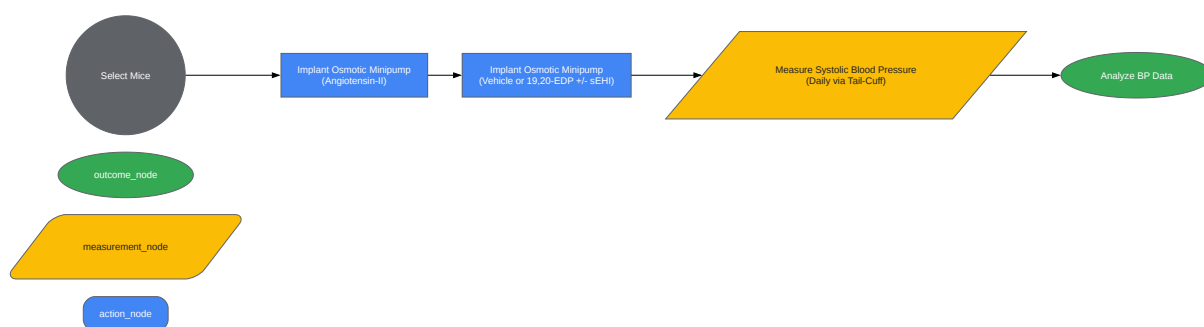 Select Mice
Implant Osmotic Minipump
(Angiotensin-II)
Implant Osmotic Minipump
(Vehicle or 19,20-EDP +/- sEHI)
Measure Systolic Blood Pressure
(Daily via Tail-Cuff)
Analyze BP Data
outcome_node
measurement_node
action_node